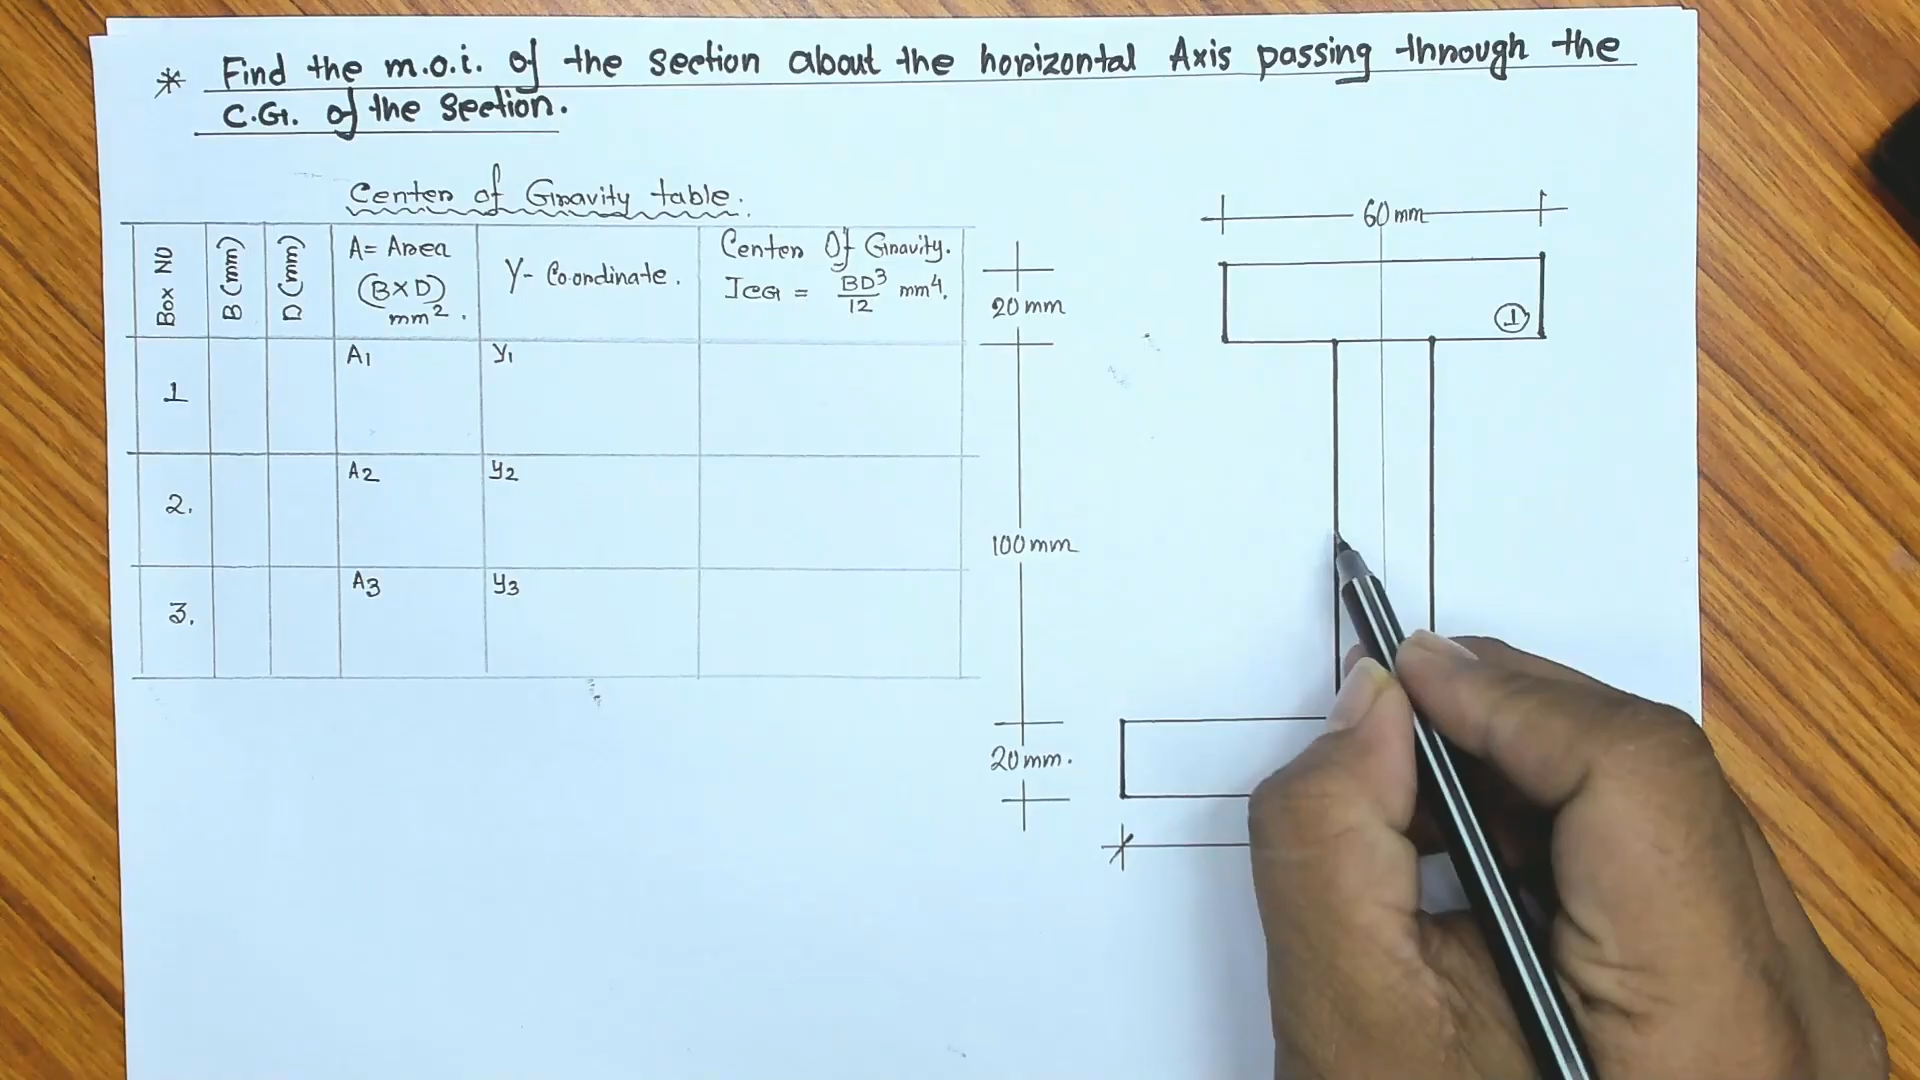 * Find the m.o.i. of the section about the horizontal Axis passing through the
C.G. of the section.
Center of Gravity table.
Box NO
B (mm)
D (mm)
A = Area
(B×D)
mm².
Y- Co-ordinate.
Center Of Gravity.
ICG = BD³/12 mm⁴.
1
A1
y1
2.
A2
y2
3.
A3
y3
60 mm
20 mm
1
100 mm
20 mm.